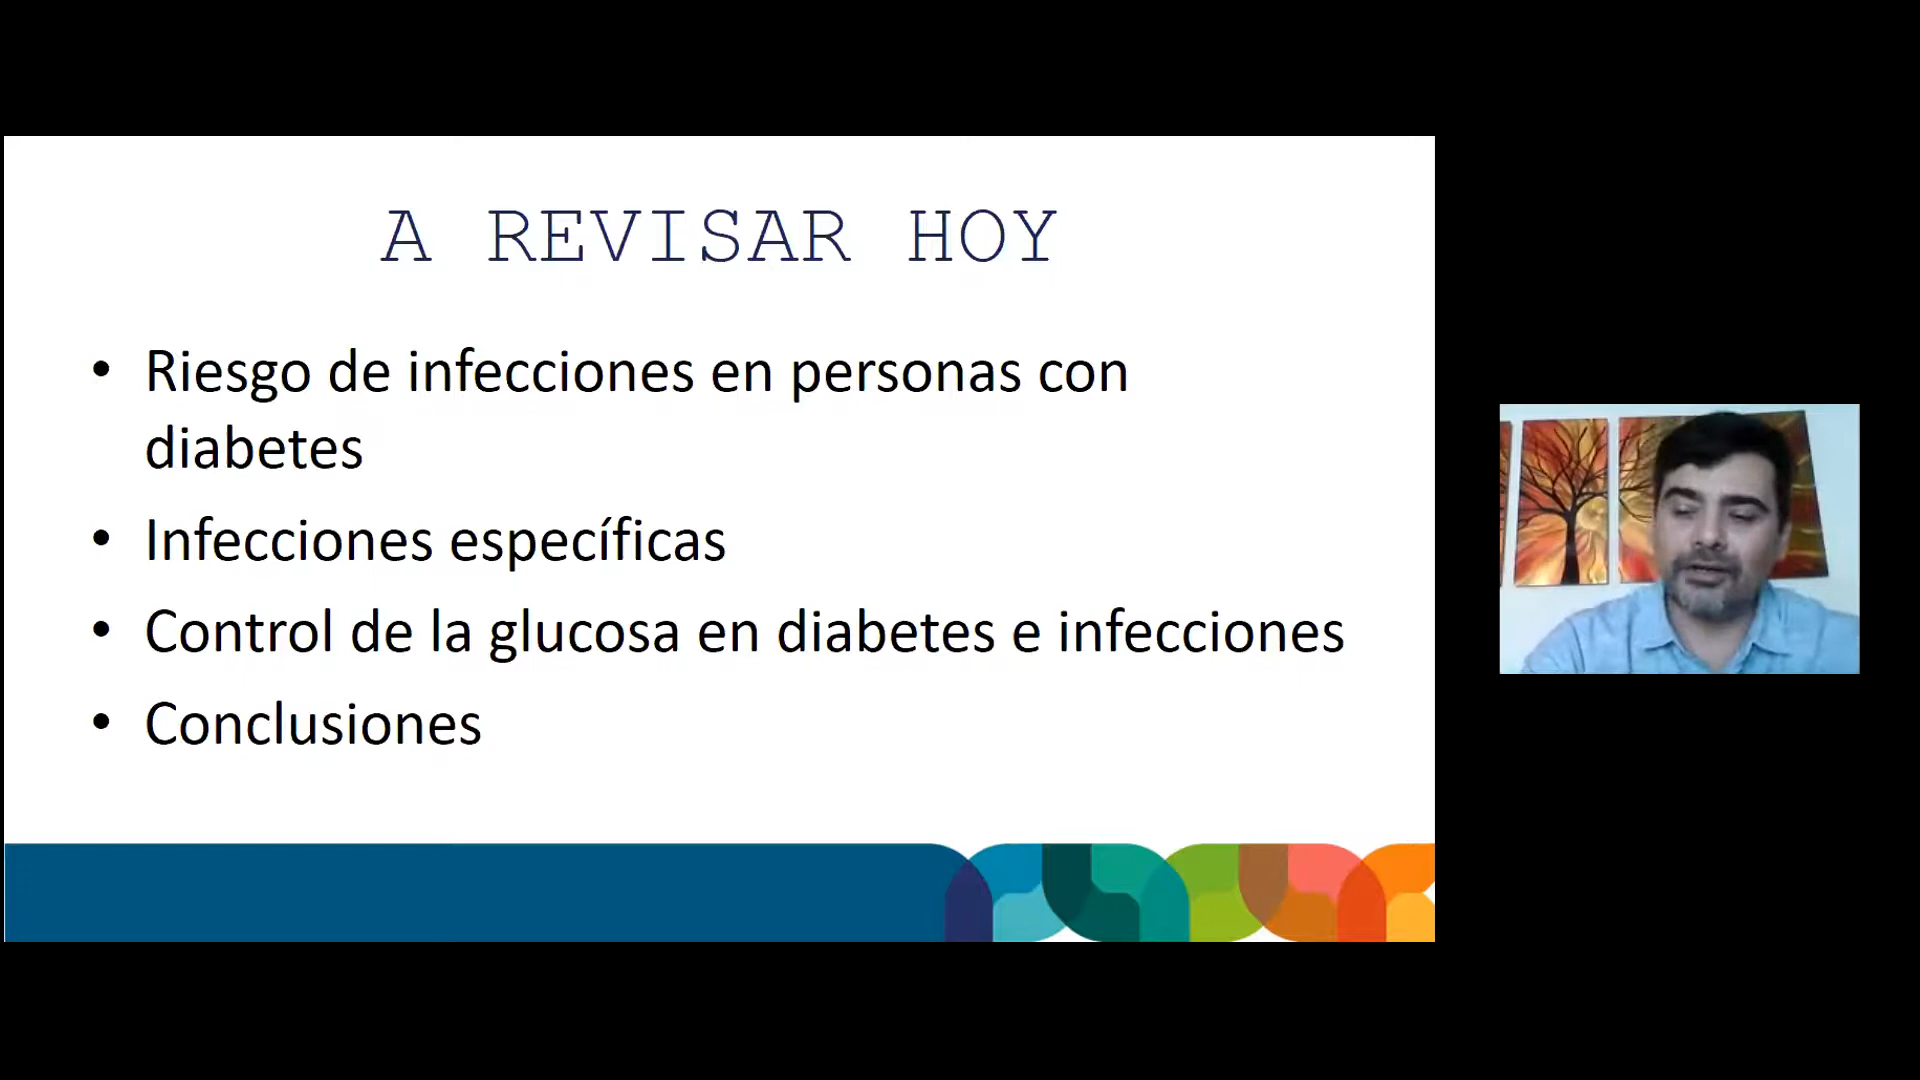 A REVISAR HOY
• Riesgo de infecciones en personas con
diabetes
• Infecciones específicas
• Control de la glucosa en diabetes e infecciones
• Conclusiones